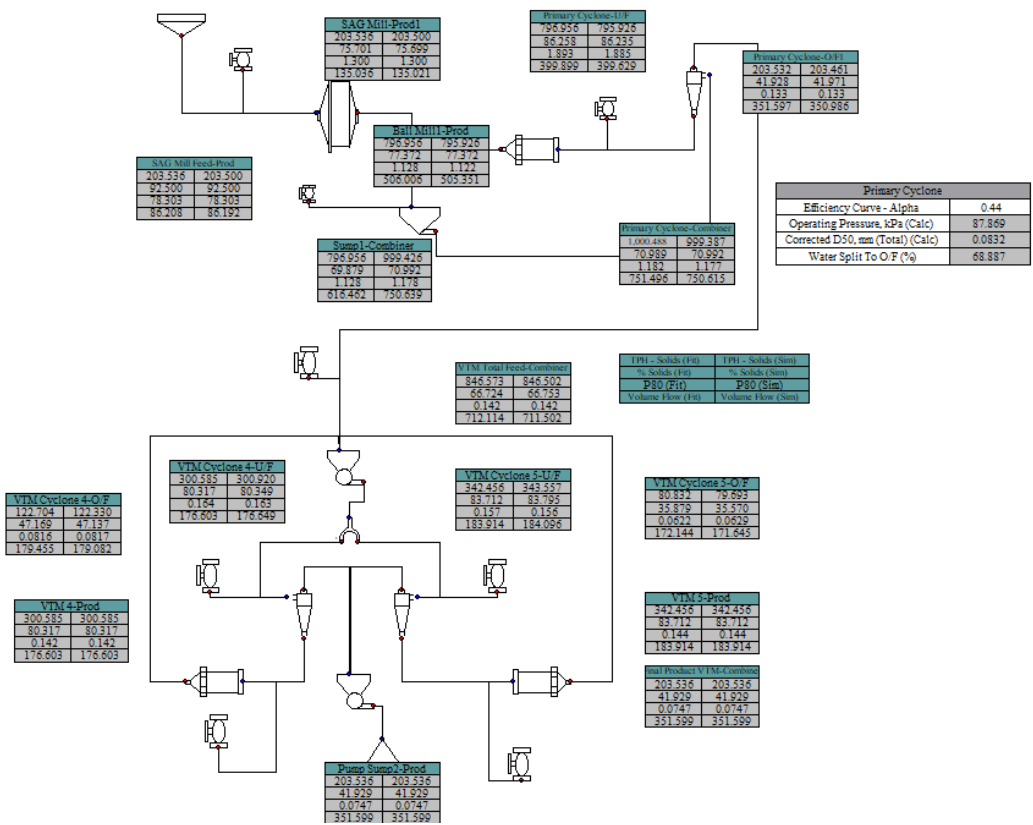 SAG Mill-Prod1
203.536 203.500
75.701 75.699
1.300 1.300
135.036 135.021
Primary Cyclone-U/F
796.956 795.926
86.258 86.235
1.893 1.885
399.899 399.629
Primary Cyclone-O/F1
203.532 203.461
41.928 41.971
0.133 0.133
351.597 350.986
Ball Mill1-Prod
796.956 795.926
77.372 77.372
1.128 1.122
506.006 505.351
SAG Mill Feed-Prod
203.536 203.500
92.500 92.500
78.303 78.303
86.208 86.192
Primary Cyclone
Efficiency Curve - Alpha 0.44
Operating Pressure, kPa (Calc) 87.869
Corrected D50, mm (Total) (Calc) 0.0832
Water Split To O/F (%) 68.887
Sump1-Combiner
796.956 999.426
69.879 70.992
1.128 1.178
616.462 750.639
Primary Cyclone-Combiner
1,000.488 999.387
70.989 70.992
1.182 1.177
751.496 750.615
VTM Total Feed-Combiner
846.573 846.502
66.724 66.753
0.142 0.142
712.114 711.502
TPH - Solids (Fit) TPH - Solids (Sim)
% Solids (Fit) % Solids (Sim)
P80 (Fit) P80 (Sim)
Volume Flow (Fit) Volume Flow (Sim)
VTM Cyclone 4-U/F
300.585 300.920
80.317 80.349
0.164 0.163
176.603 176.649
VTM Cyclone 5-U/F
342.456 343.557
83.712 83.795
0.157 0.156
183.914 184.096
VTM Cyclone 5-O/F
80.832 79.693
35.879 35.570
0.0622 0.0629
172.144 171.645
VTM Cyclone 4-O/F
122.704 122.330
47.169 47.137
0.0816 0.0817
179.455 179.082
VTM 4-Prod
300.585 300.585
80.317 80.317
0.142 0.142
176.603 176.603
VTM 5-Prod
342.456 342.456
83.712 83.712
0.144 0.144
183.914 183.914
inal Product VTM-Combine
203.536 203.536
41.929 41.929
0.0747 0.0747
351.599 351.599
Pump Sump2-Prod
203.536 203.536
41.929 41.929
0.0747 0.0747
351.599 351.599